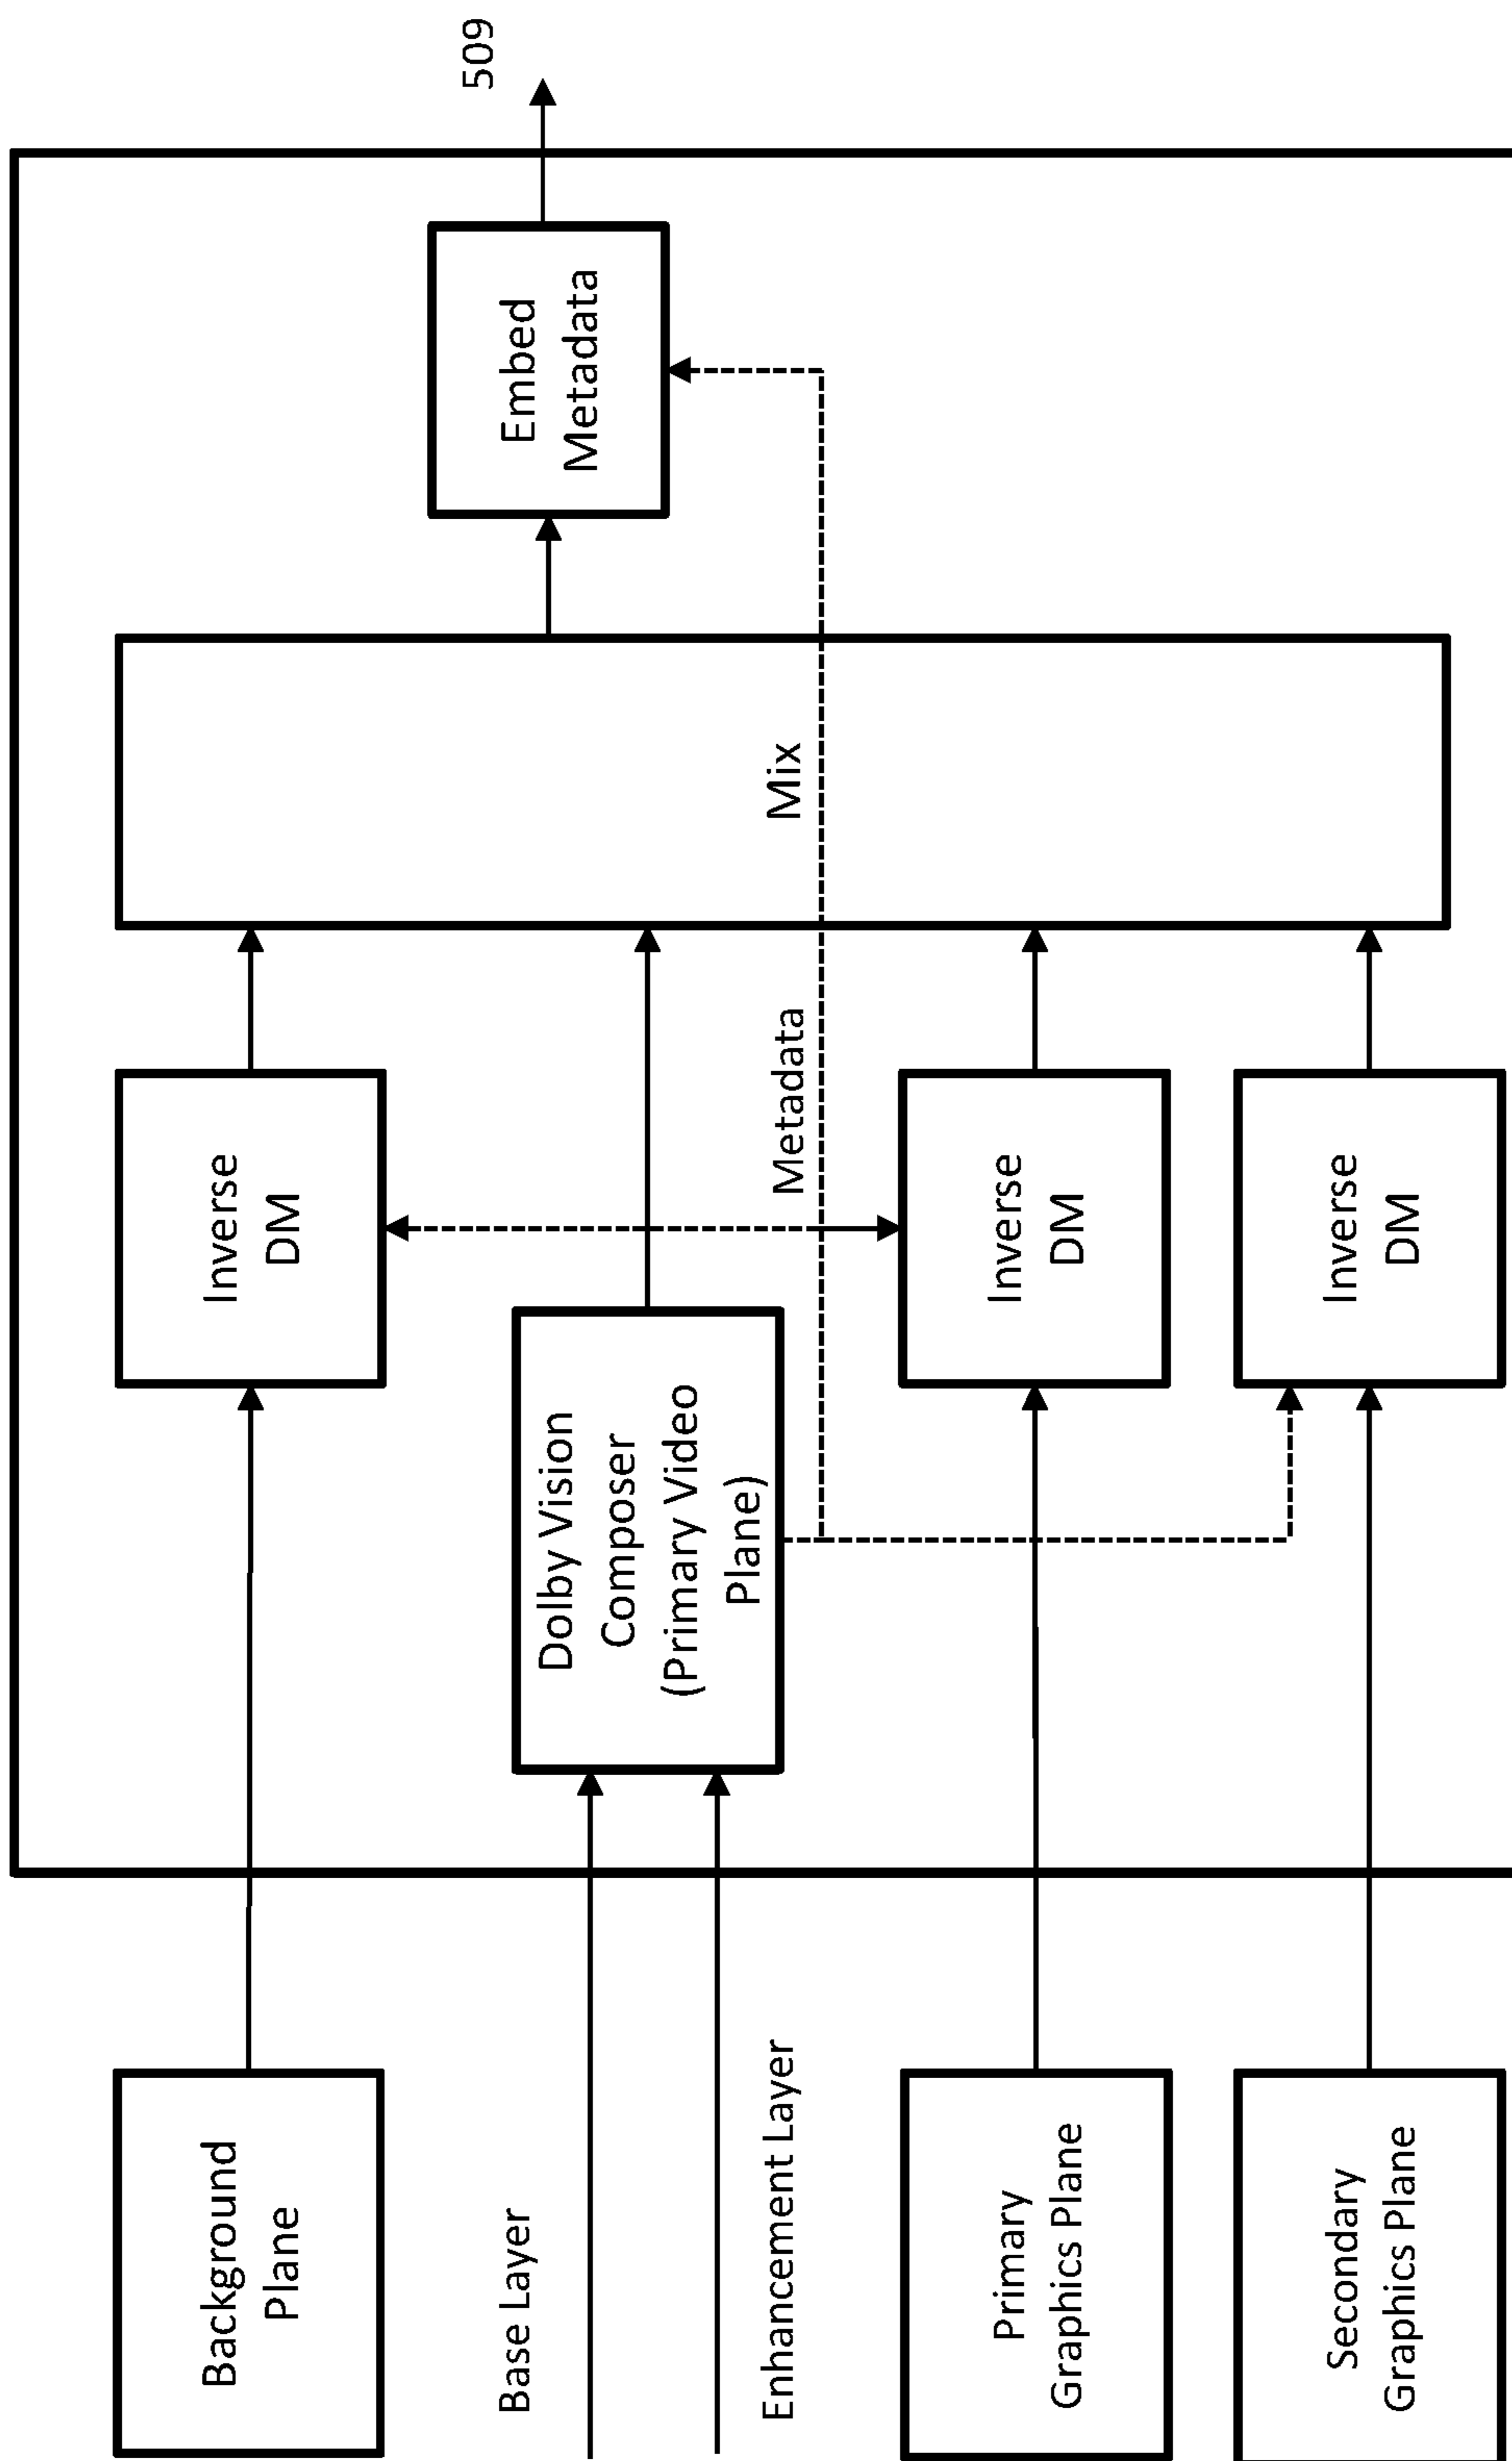 Background
Plane
Base Layer
Enhancement Layer
Primary
Graphics Plane
Secondary
Graphics Plane
Inverse
DM
Dolby Vision
Composer
(Primary Video
Plane)
Metadata
Inverse
DM
Inverse
DM
Mix
Embed
Metadata
509